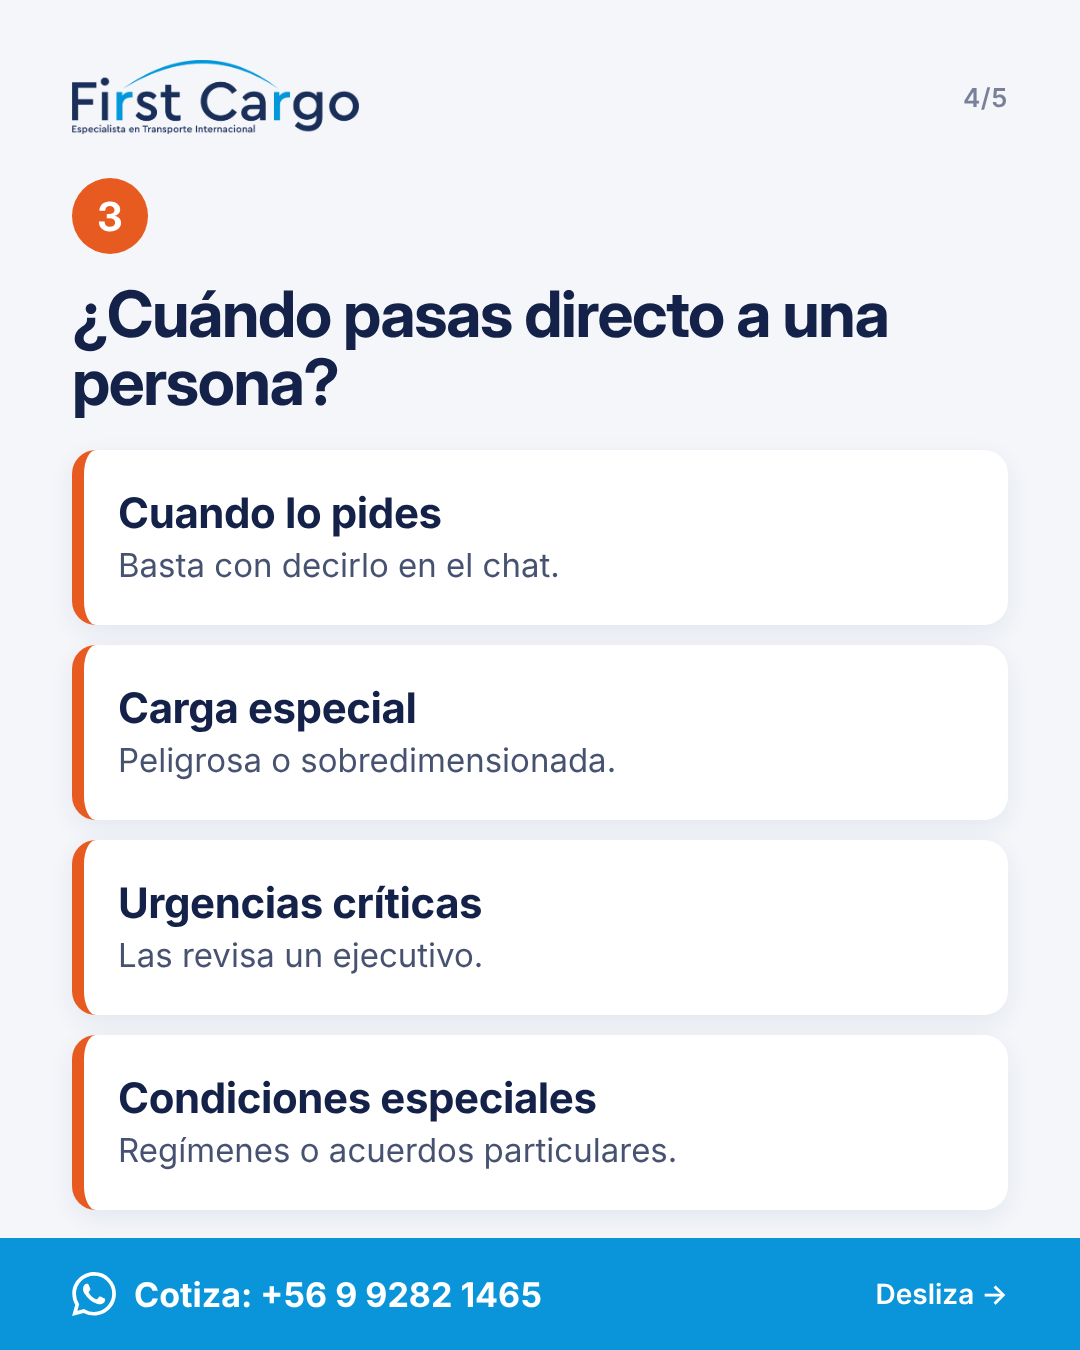 First Cargo
Especialista en Transporte Internacional
4/5
3
¿Cuándo pasas directo a una
persona?
Cuando lo pides
Basta con decirlo en el chat.
Carga especial
Peligrosa o sobredimensionada.
Urgencias críticas
Las revisa un ejecutivo.
Condiciones especiales
Regímenes o acuerdos particulares.
Cotiza: +56 9 9282 1465
Desliza →